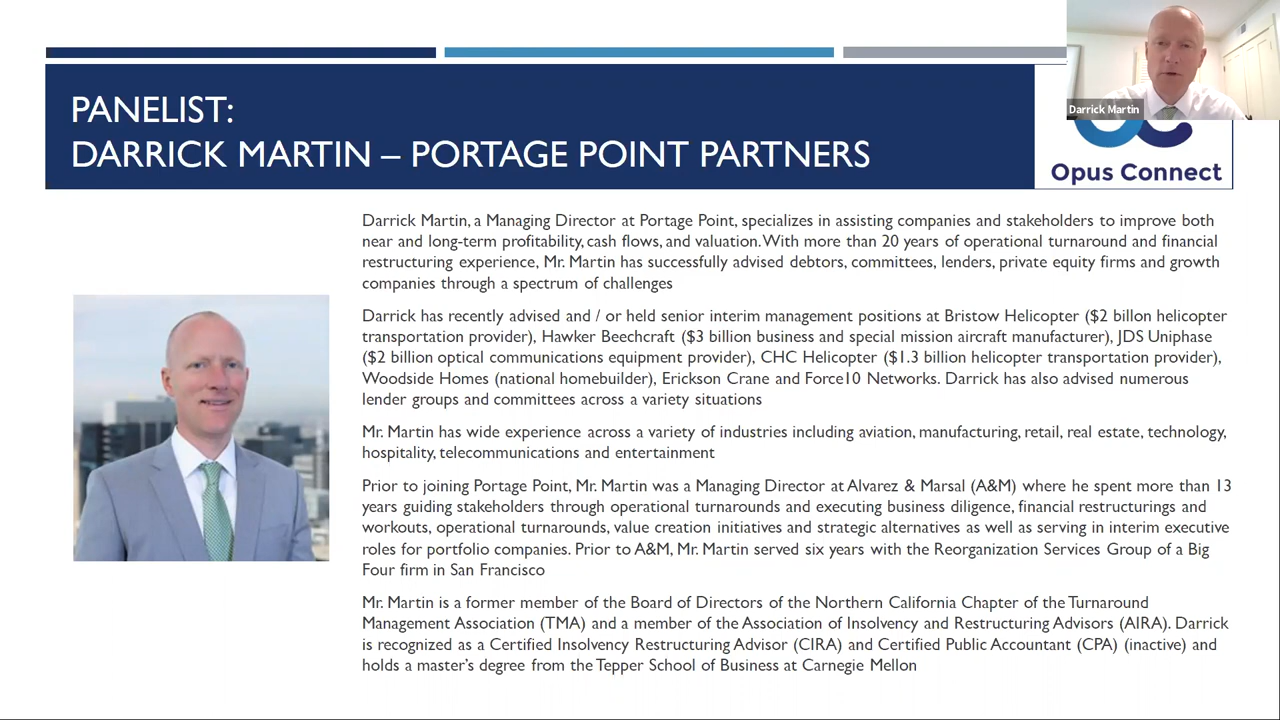 PANELIST:
DARRICK MARTIN – PORTAGE POINT PARTNERS
Darrick Martin
Opus Connect
Darrick Martin, a Managing Director at Portage Point, specializes in assisting companies and stakeholders to improve both
near and long-term profitability, cash flows, and valuation. With more than 20 years of operational turnaround and financial
restructuring experience, Mr. Martin has successfully advised debtors, committees, lenders, private equity firms and growth
companies through a spectrum of challenges
Darrick has recently advised and / or held senior interim management positions at Bristow Helicopter ($2 billon helicopter
transportation provider), Hawker Beechcraft ($3 billion business and special mission aircraft manufacturer), JDS Uniphase
($2 billion optical communications equipment provider), CHC Helicopter ($1.3 billion helicopter transportation provider),
Woodside Homes (national homebuilder), Erickson Crane and Force10 Networks. Darrick has also advised numerous
lender groups and committees across a variety situations
Mr. Martin has wide experience across a variety of industries including aviation, manufacturing, retail, real estate, technology,
hospitality, telecommunications and entertainment
Prior to joining Portage Point, Mr. Martin was a Managing Director at Alvarez & Marsal (A&M) where he spent more than 13
years guiding stakeholders through operational turnarounds and executing business diligence, financial restructurings and
workouts, operational turnarounds, value creation initiatives and strategic alternatives as well as serving in interim executive
roles for portfolio companies. Prior to A&M, Mr. Martin served six years with the Reorganization Services Group of a Big
Four firm in San Francisco
Mr. Martin is a former member of the Board of Directors of the Northern California Chapter of the Turnaround
Management Association (TMA) and a member of the Association of Insolvency and Restructuring Advisors (AIRA). Darrick
is recognized as a Certified Insolvency Restructuring Advisor (CIRA) and Certified Public Accountant (CPA) (inactive) and
holds a master's degree from the Tepper School of Business at Carnegie Mellon